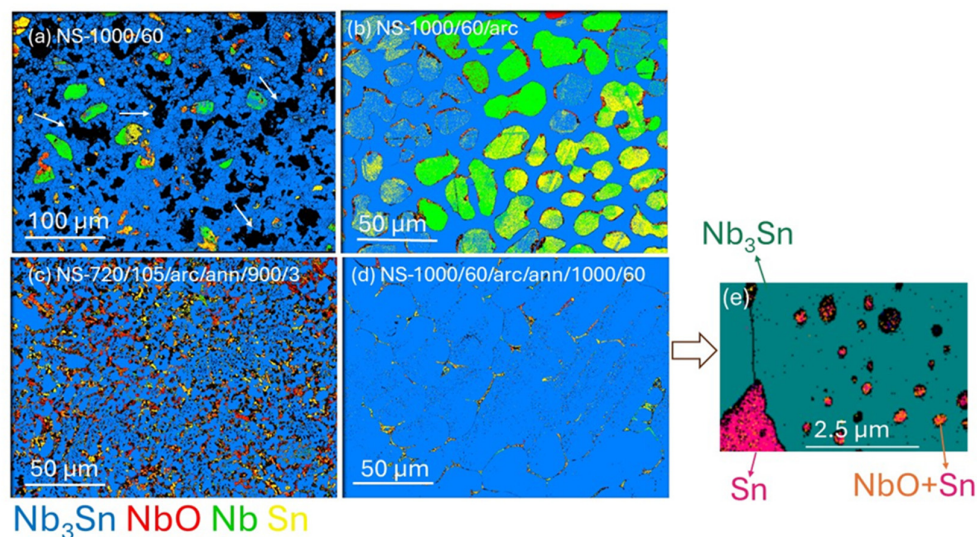 (a) NS-1000/60
100 µm
(b) NS-1000/60/arc
50 µm
(c) NS-720/105/arc/ann/900/3
50 µm
(d) NS-1000/60/arc/ann/1000/60
50 µm
Nb₃Sn
(e)
2.5 µm
Sn
NbO+Sn
Nb₃Sn NbO Nb Sn